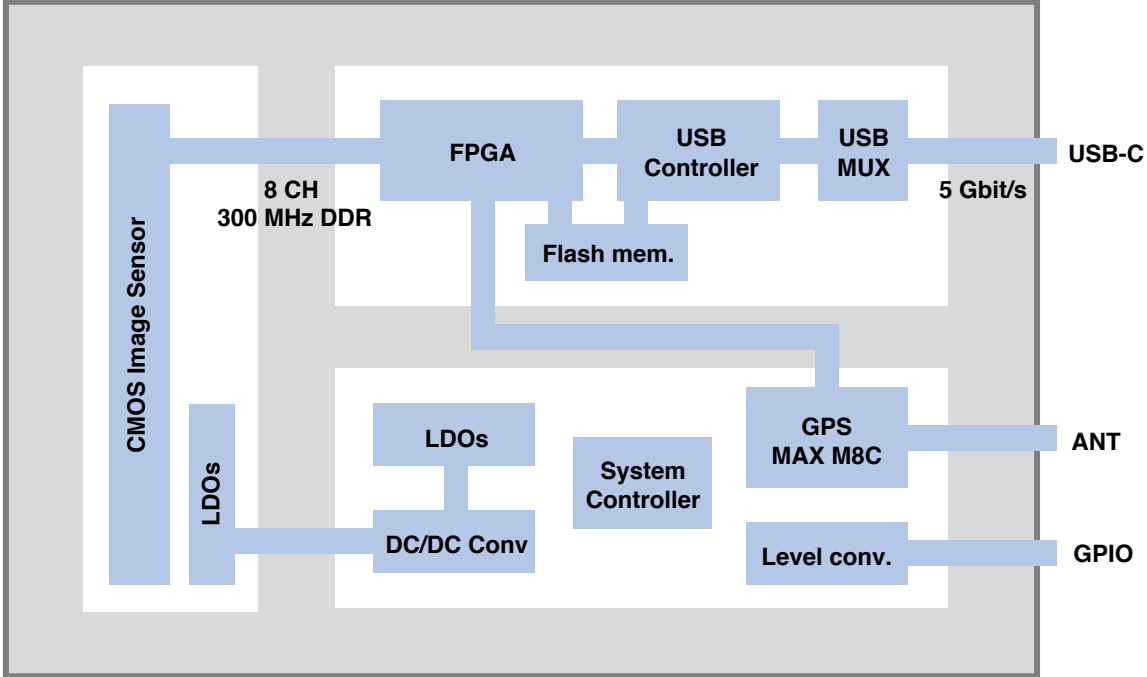 FPGA
USB
Controller
USB
MUX
USB-C
8 CH
300 MHz DDR
5 Gbit/s
Flash mem.
CMOS Image Sensor
LDOs
LDOs
DC/DC Conv
System
Controller
GPS
MAX M8C
ANT
Level conv.
GPIO